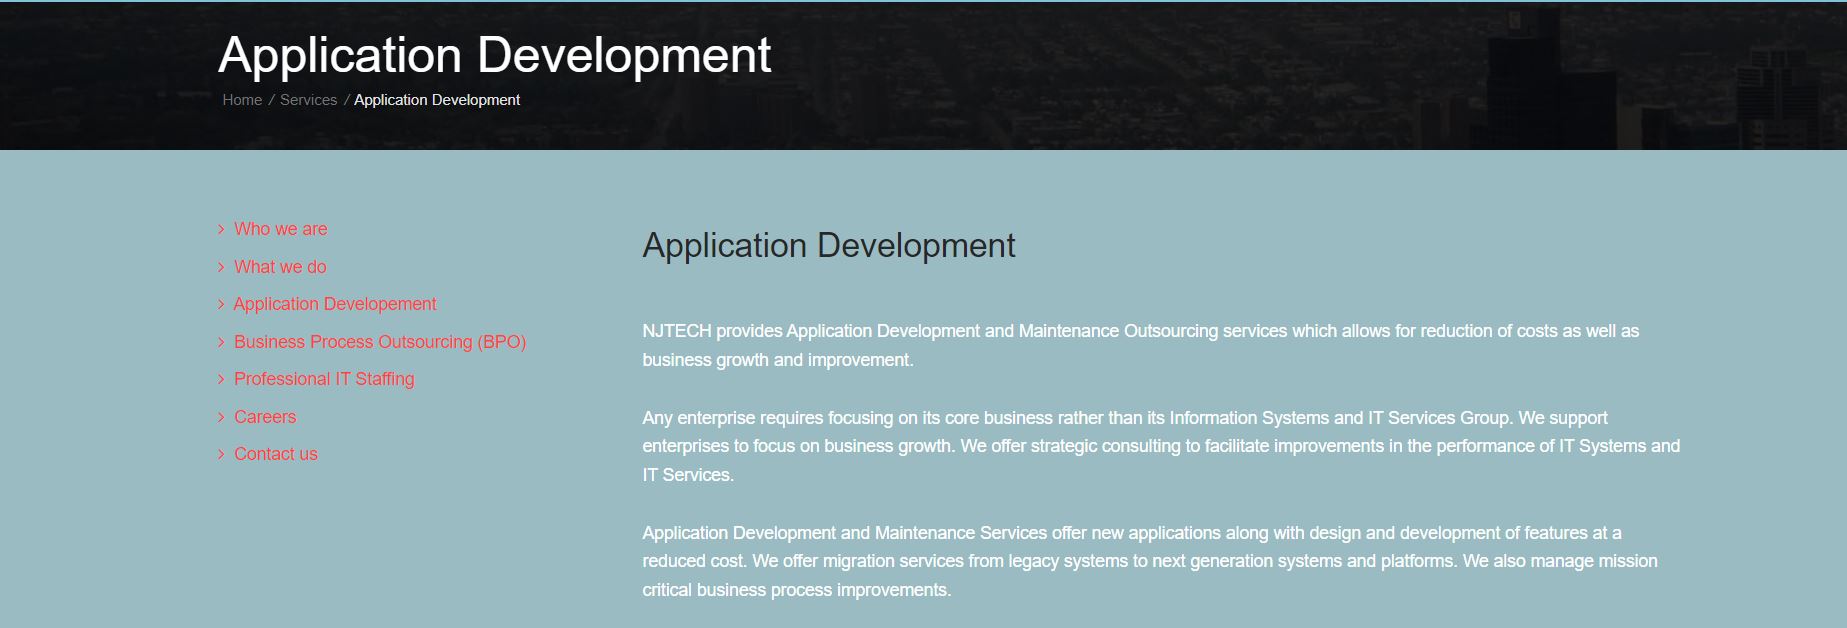 Application Development
Home / Services / Application Development
Who we are
What we do
Application Developement
Business Process Outsourcing (BPO)
Professional IT Staffing
Careers
Contact us
Application Development
NJTECH provides Application Development and Maintenance Outsourcing services which allows for reduction of costs as well as
business growth and improvement.
Any enterprise requires focusing on its core business rather than its Information Systems and IT Services Group. We support
enterprises to focus on business growth. We offer strategic consulting to facilitate improvements in the performance of IT Systems and
IT Services.
Application Development and Maintenance Services offer new applications along with design and development of features at a
reduced cost. We offer migration services from legacy systems to next generation systems and platforms. We also manage mission
critical business process improvements.